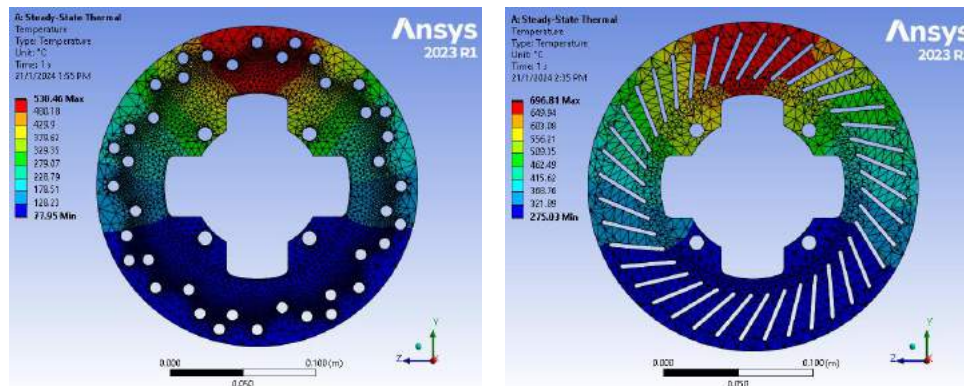 A: Steady-State Thermal
Temperature
Type: Temperature
Unit: °C
Time: 1 s
21/1/2024 1:55 PM
530.46 Max
480.18
429.9
379.62
329.35
279.07
228.79
178.51
128.23
77.95 Min
Ansys
2023 R1
0.000
0.100 (m)
0.050
Y
Z
X
A: Steady-State Thermal
Temperature
Type: Temperature
Unit: °C
Time: 1 s
21/1/2024 2:35 PM
696.81 Max
649.94
603.08
556.21
509.35
462.49
415.62
368.76
321.89
275.03 Min
Ansys
2023 R
0.000
0.100 (m)
0.050
Y
Z
X